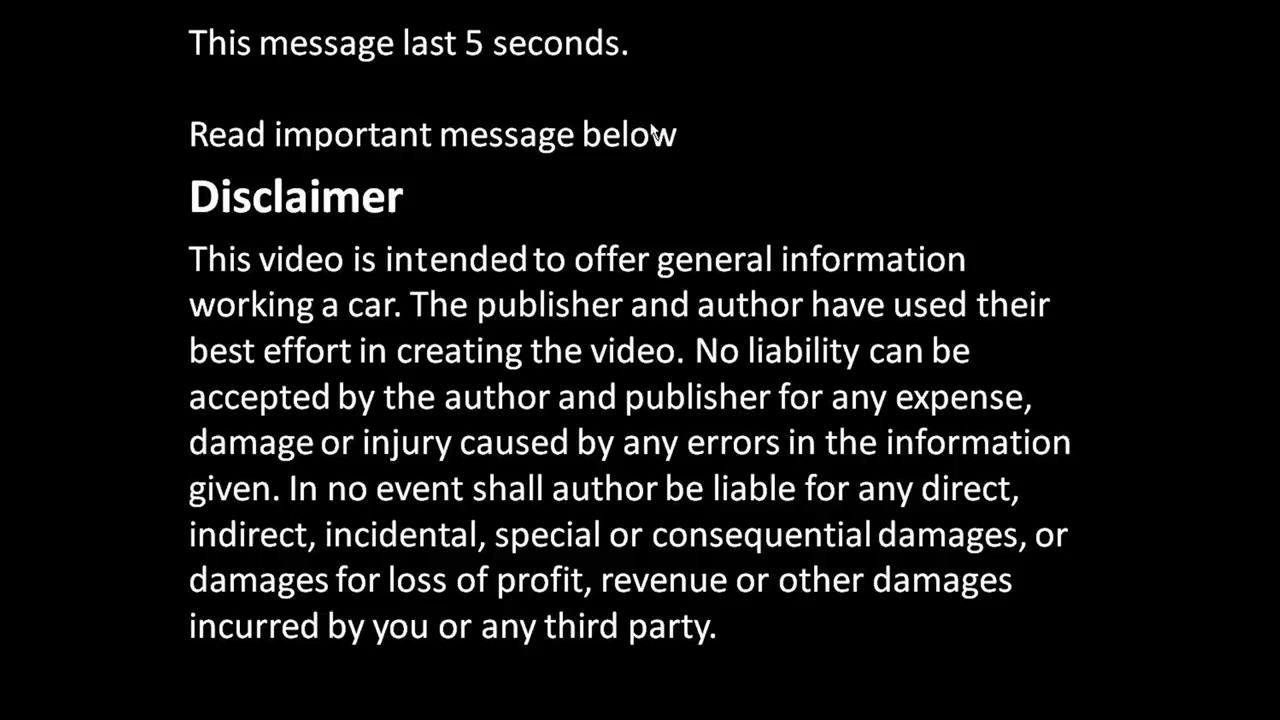 This message last 5 seconds.
Read important message below
Disclaimer
This video is intended to offer general information
working a car. The publisher and author have used their
best effort in creating the video. No liability can be
accepted by the author and publisher for any expense,
damage or injury caused by any errors in the information
given. In no event shall author be liable for any direct,
indirect, incidental, special or consequential damages, or
damages for loss of profit, revenue or other damages
incurred by you or any third party.